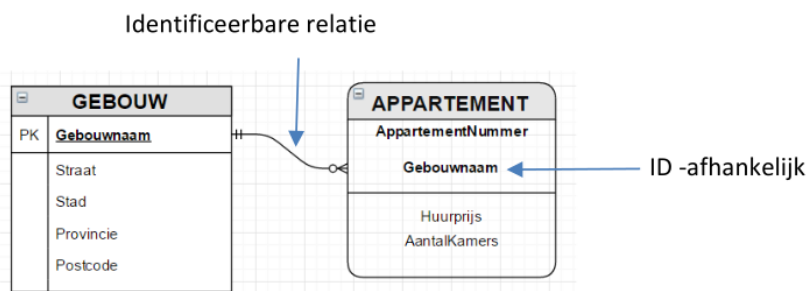 Identificeerbare relatie
GEBOUW
PK Gebouwnaam
Straat
Stad
Provincie
Postcode
APPARTEMENT
AppartementNummer
Gebouwnaam
Huurprijs
AantalKamers
ID -afhankelijk